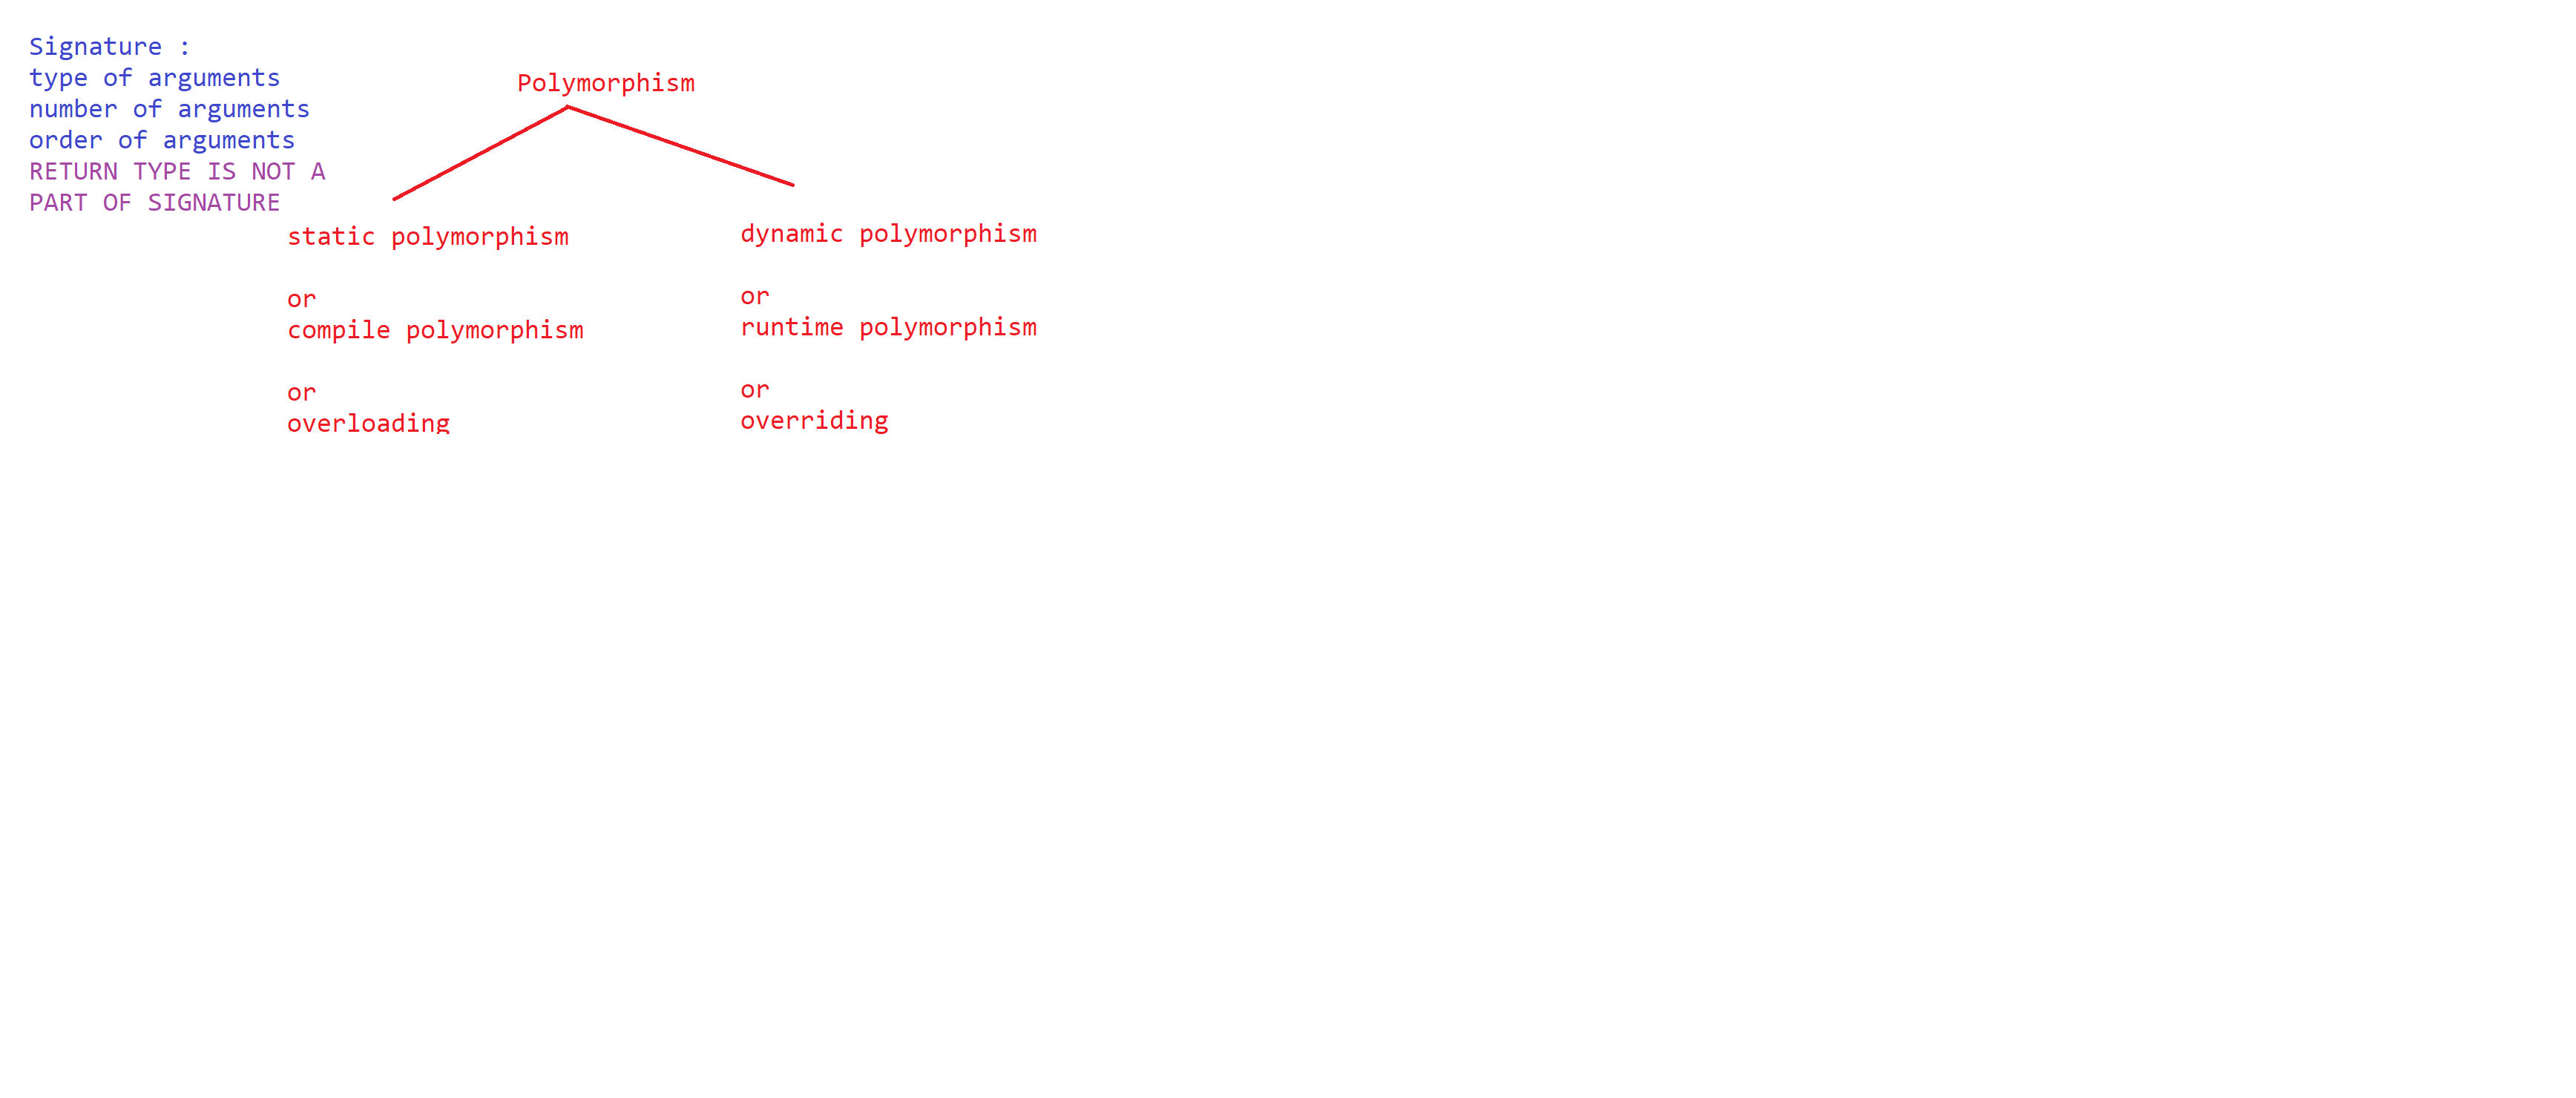 Signature :
type of arguments
number of arguments
order of arguments
RETURN TYPE IS NOT A
PART OF SIGNATURE
Polymorphism
static polymorphism
or
compile polymorphism
or
overloading
dynamic polymorphism
or
runtime polymorphism
or
overriding